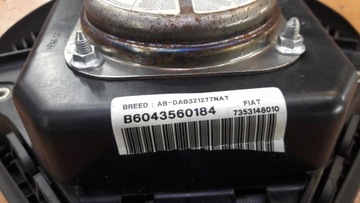 BREED : AB-DAB321277NAT FIAT
B6043560184 7353148010